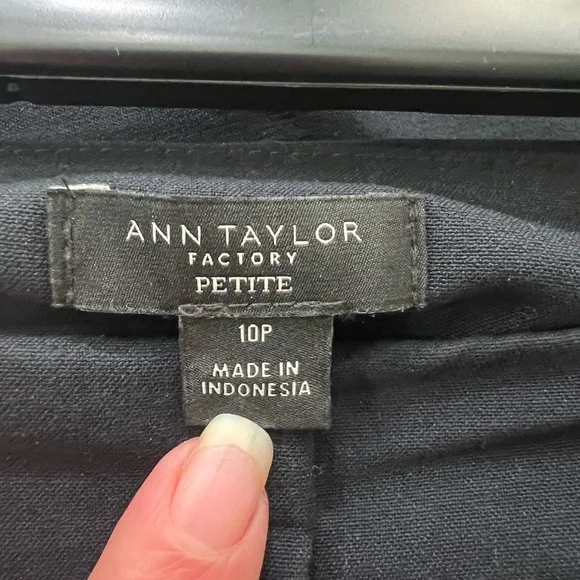 ANN TAYLOR
FACTORY
PETITE
10P
MADE IN
INDONESIA